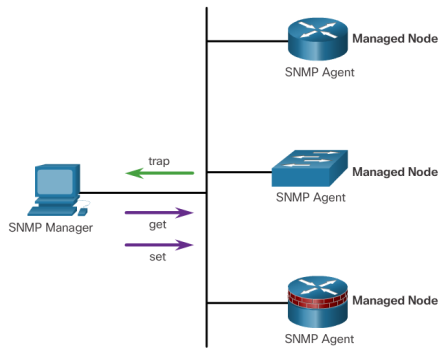 Managed Node
SNMP Agent
trap
Managed Node
SNMP Agent
SNMP Manager
get
set
Managed Node
SNMP Agent